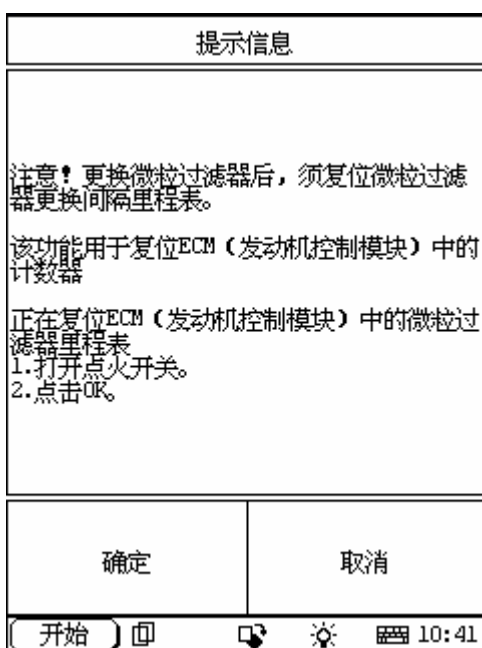 提示信息
注意！更换微粒过滤器后，须复位微粒过滤
器更换间隔里程表。
该功能用于复位ECM（发动机控制模块）中的
计数器
正在复位ECM（发动机控制模块）中的微粒过
滤器里程表
1.打开点火开关。
2.点击OK。
确定
取消
开始
10:41